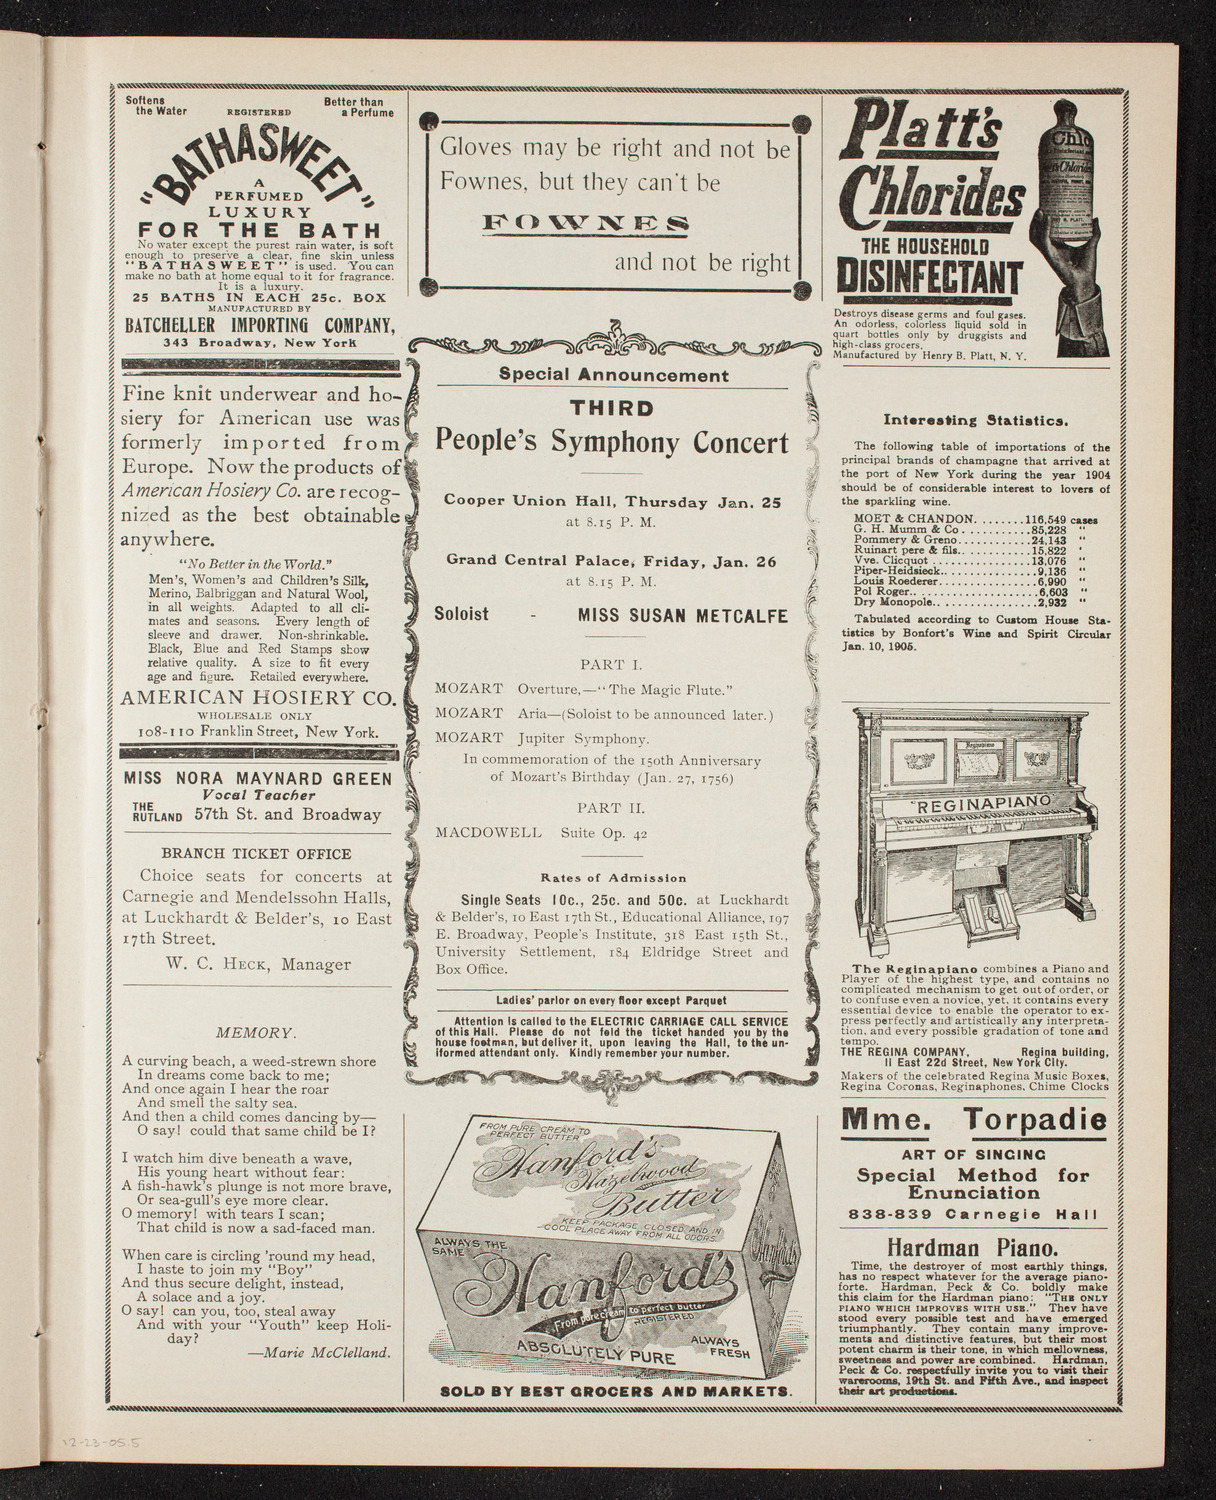 Softens
the Water
REGISTERED
Better than
a Perfume
"BATHASWEET"
A
PERFUMED
LUXURY
FOR THE BATH
No water except the purest rain water, is soft
enough to preserve a clear, fine skin unless
"BATHASWEET" is used. You can
make no bath at home equal to it for fragrance.
It is a luxury.
25 BATHS IN EACH 25c. BOX
MANUFACTURED BY
BATCHELLER IMPORTING COMPANY,
343 Broadway, New York
Fine knit underwear and ho-
siery for American use was
formerly imported from
Europe. Now the products of
American Hosiery Co. are recog-
nized as the best obtainable
anywhere.
"No Better in the World."
Men's, Women's and Children's Silk,
Merino, Balbriggan and Natural Wool,
in all weights. Adapted to all cli-
mates and seasons. Every length of
sleeve and drawer. Non-shrinkable.
Black, Blue and Red Stamps show
relative quality. A size to fit every
age and figure. Retailed everywhere.
AMERICAN HOSIERY CO.
WHOLESALE ONLY
108-110 Franklin Street, New York.
MISS NORA MAYNARD GREEN
Vocal Teacher
THE
RUTLAND 57th St. and Broadway
BRANCH TICKET OFFICE
Choice seats for concerts at
Carnegie and Mendelssohn Halls,
at Luckhardt & Belder's, 10 East
17th Street.
W. C. HECK, Manager
MEMORY.
A curving beach, a weed-strewn shore
In dreams come back to me;
And once again I hear the roar
And smell the salty sea.
And then a child comes dancing by—
O say! could that same child be I?
I watch him dive beneath a wave,
His young heart without fear:
A fish-hawk's plunge is not more brave,
Or sea-gull's eye more clear.
O memory! with tears I scan;
That child is now a sad-faced man.
When care is circling 'round my head,
I haste to join my "Boy"
And thus secure delight, instead,
A solace and a joy.
O say! can you, too, steal away
And with your "Youth" keep Holi-
day?
—Marie McClelland.
Gloves may be right and not be
Fownes, but they can't be
FOWNES
and not be right
Special Announcement
THIRD
People's Symphony Concert
Cooper Union Hall, Thursday Jan. 25
at 8.15 P. M.
Grand Central Palace, Friday, Jan. 26
at 8.15 P. M.
Soloist - MISS SUSAN METCALFE
PART I.
MOZART Overture,—"The Magic Flute."
MOZART Aria—(Soloist to be announced later.)
MOZART Jupiter Symphony.
In commemoration of the 150th Anniversary
of Mozart's Birthday (Jan. 27, 1756)
PART II.
MACDOWELL Suite Op. 42
Rates of Admission
Single Seats 10c., 25c. and 50c. at Luckhardt
& Belder's, 10 East 17th St., Educational Alliance, 197
E. Broadway, People's Institute, 318 East 15th St.,
University Settlement, 184 Eldridge Street and
Box Office.
Ladies' parlor on every floor except Parquet
Attention is called to the ELECTRIC CARRIAGE CALL SERVICE
of this Hall. Please do not fold the ticket handed you by the
house footman, but deliver it, upon leaving the Hall, to the un-
iformed attendant only. Kindly remember your number.
FROM PURE CREAM TO
PERFECT BUTTER
Hanford's
Hazelwood
Butter
KEEP PACKAGE CLOSED AND IN
COOL PLACE AWAY FROM ALL ODORS.
ALWAYS THE
SAME
Hanford's
From pure cream to perfect butter
REGISTERED
ABSOLUTELY PURE
ALWAYS
FRESH
Hanford's
SOLD BY BEST GROCERS AND MARKETS.
Platt's
Chlorides
THE HOUSEHOLD
DISINFECTANT
Destroys disease germs and foul gases.
An odorless, colorless liquid sold in
quart bottles only by druggists and
high-class grocers.
Manufactured by Henry B. Platt, N. Y.
Interesting Statistics.
The following table of importations of the
principal brands of champagne that arrived at
the port of New York during the year 1904
should be of considerable interest to lovers of
the sparkling wine.
MOET & CHANDON........116,549 cases
G. H. Mumm & Co..........85,228 "
Pommery & Greno..........24,143 "
Ruinart pere & fils............15,822 '
Vve. Clicquot................13,076 "
Piper-Heidsieck..............9,136 "
Louis Roederer...............6,990 "
Pol Roger....................6,603 "
Dry Monopole................2,932 "
Tabulated according to Custom House Sta-
tistics by Bonfort's Wine and Spirit Circular
Jan. 10, 1905.
Reginapiano
"REGINAPIANO"
The Reginapiano combines a Piano and
Player of the highest type, and contains no
complicated mechanism to get out of order, or
to confuse even a novice, yet, it contains every
essential device to enable the operator to ex-
press perfectly and artistically any interpreta-
tion, and every possible gradation of tone and
tempo.
THE REGINA COMPANY, Regina building,
11 East 22d Street, New York City.
Makers of the celebrated Regina Music Boxes,
Regina Coronas, Reginaphones, Chime Clocks
Mme. Torpadie
ART OF SINGING
Special Method for
Enunciation
838-839 Carnegie Hall
Hardman Piano.
Time, the destroyer of most earthly things,
has no respect whatever for the average piano-
forte. Hardman, Peck & Co. boldly make
this claim for the Hardman piano: "THE ONLY
PIANO WHICH IMPROVES WITH USE." They have
stood every possible test and have emerged
triumphantly. They contain many improve-
ments and distinctive features, but their most
potent charm is their tone, in which mellowness,
sweetness and power are combined. Hardman,
Peck & Co. respectfully invite you to visit their
warerooms, 19th St. and Fifth Ave., and inspect
their art productions.
12-23-05.5